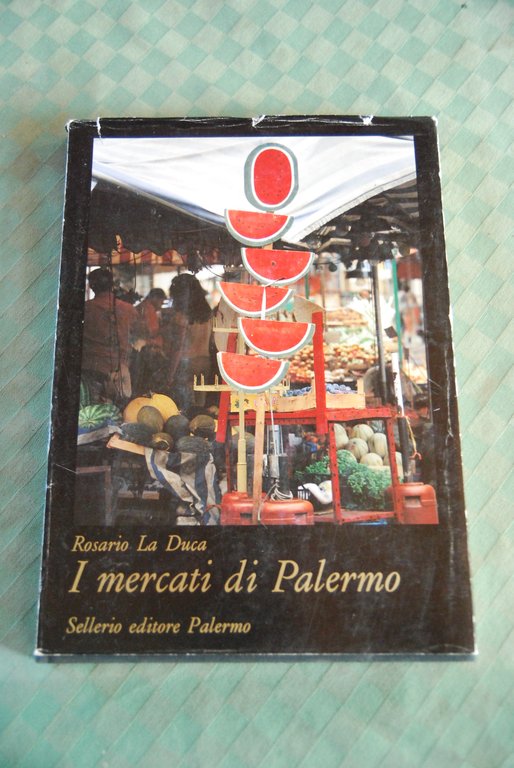 Rosario La Duca
I mercati di Palermo
Sellerio editore Palermo